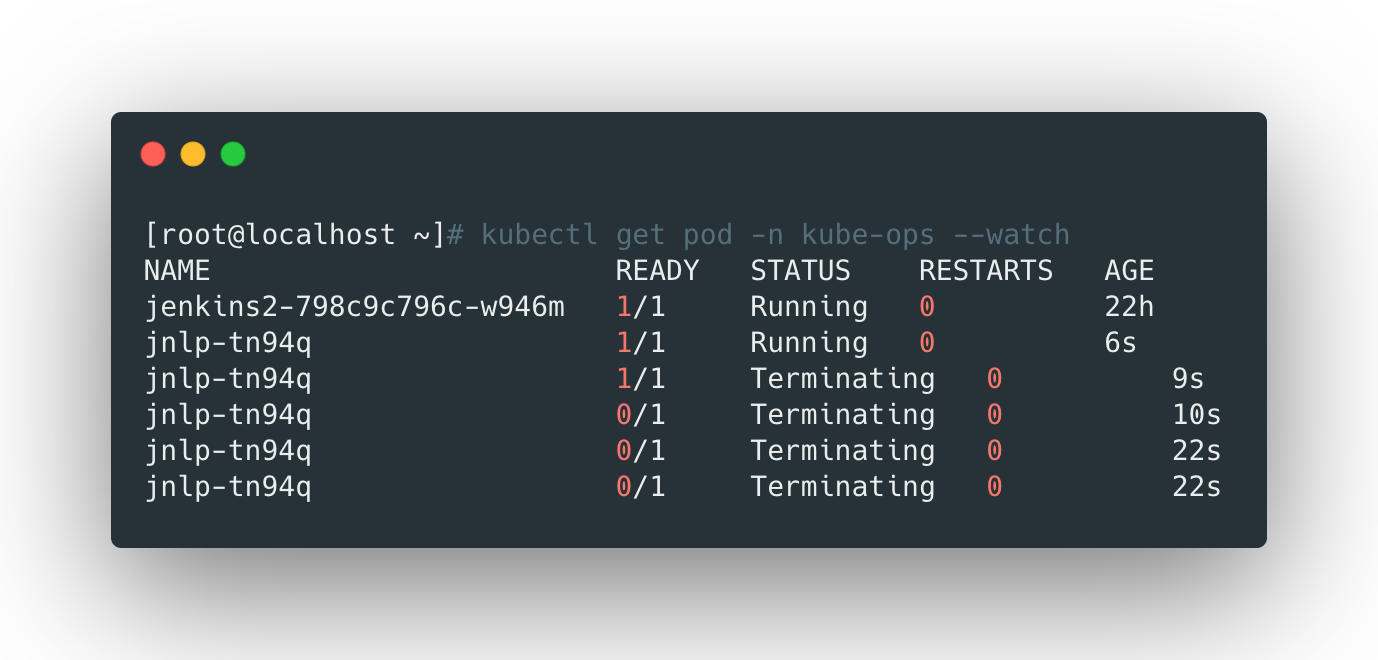 [root@localhost ~]# kubectl get pod -n kube-ops --watch
NAME                            READY   STATUS    RESTARTS   AGE
jenkins2-798c9c796c-w946m   1/1     Running   0          22h
jnlp-tn94q                  1/1     Running   0          6s
jnlp-tn94q                  1/1     Terminating   0          9s
jnlp-tn94q                  0/1     Terminating   0          10s
jnlp-tn94q                  0/1     Terminating   0          22s
jnlp-tn94q                  0/1     Terminating   0          22s